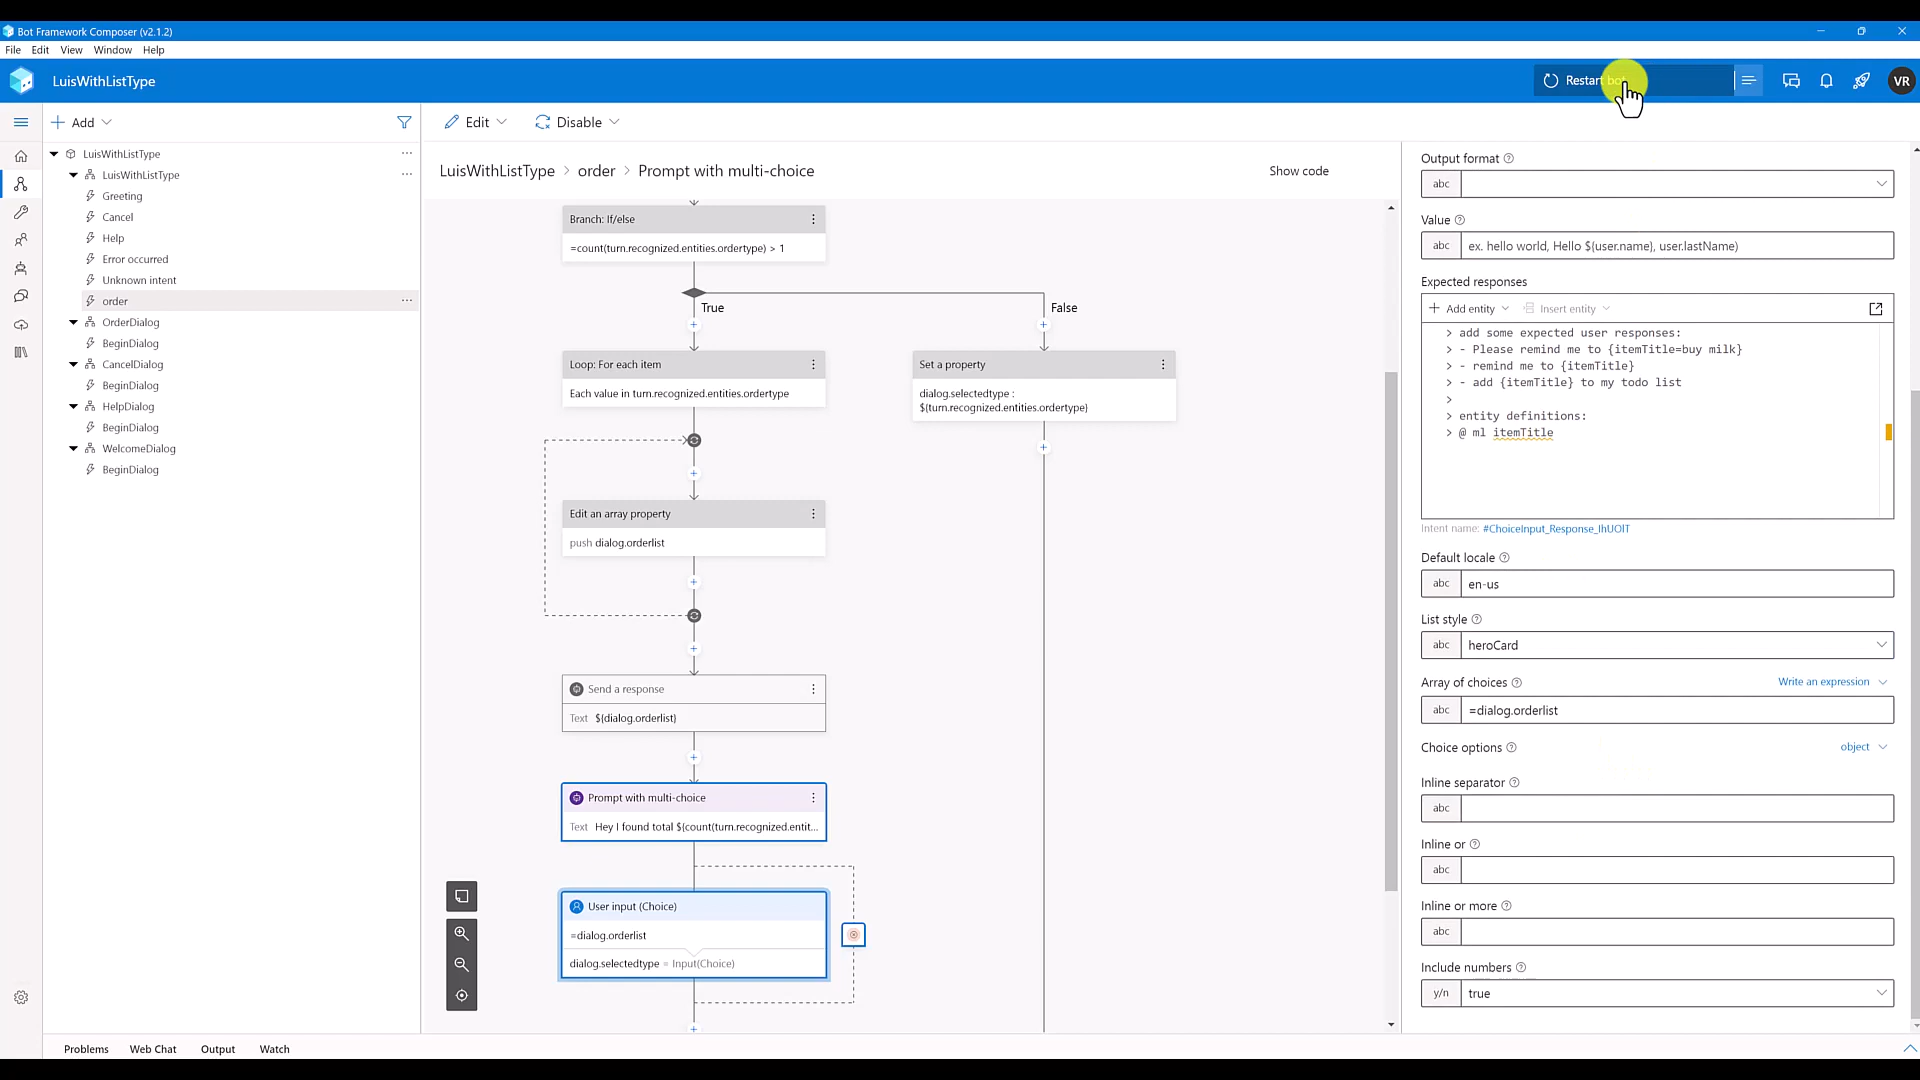 Bot Framework Composer (v2.1.2)
File Edit View Window Help
LuisWithListType
Restart bot
VR
Add
Edit
Disable
LuisWithListType
LuisWithListType
Greeting
Cancel
Help
Error occurred
Unknown intent
order
OrderDialog
BeginDialog
CancelDialog
BeginDialog
HelpDialog
BeginDialog
WelcomeDialog
BeginDialog
LuisWithListType > order > Prompt with multi-choice
Show code
Branch: If/else
=count(turn.recognized.entities.ordertype) > 1
True
False
Loop: For each item
Each value in turn.recognized.entities.ordertype
Set a property
dialog.selectedtype :
${turn.recognized.entities.ordertype}
Edit an array property
push dialog.orderlist
Send a response
Text ${dialog.orderlist}
Prompt with multi-choice
Text Hey I found total ${count(turn.recognized.entit...
User input (Choice)
=dialog.orderlist
dialog.selectedtype = Input(Choice)
Output format
abc
Value
abc ex. hello world, Hello ${user.name}, user.lastName)
Expected responses
Add entity Insert entity
> add some expected user responses:
> - Please remind me to {itemTitle=buy milk}
> - remind me to {itemTitle}
> - add {itemTitle} to my todo list
>
> entity definitions:
> @ ml itemTitle
Intent name: #ChoiceInput_Response_IhUOIT
Default locale
abc en-us
List style
abc heroCard
Array of choices Write an expression
abc =dialog.orderlist
Choice options object
Inline separator
abc
Inline or
abc
Inline or more
abc
Include numbers
y/n true
Problems Web Chat Output Watch